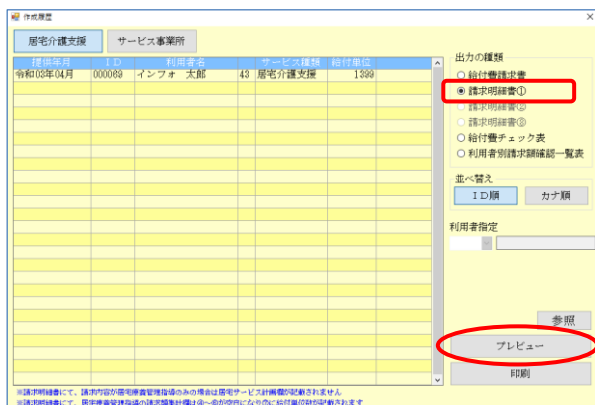 作成履歴
居宅介護支援 サービス事業所
提供年月 ID 利用者名 サービス種類 給付単位
令和03年04月 000069 インフォ 太郎 43 居宅介護支援 1399
出力の種類
給付費請求書
請求明細書①
請求明細書②
請求明細書③
給付費チェック表
利用者別請求額確認一覧表
並べ替え
ID順 カナ順
利用者指定
参照
プレビュー
印刷
※請求明細書にて、請求内容が居宅療養管理指導のみの場合は居宅サービス計画欄が記載されません